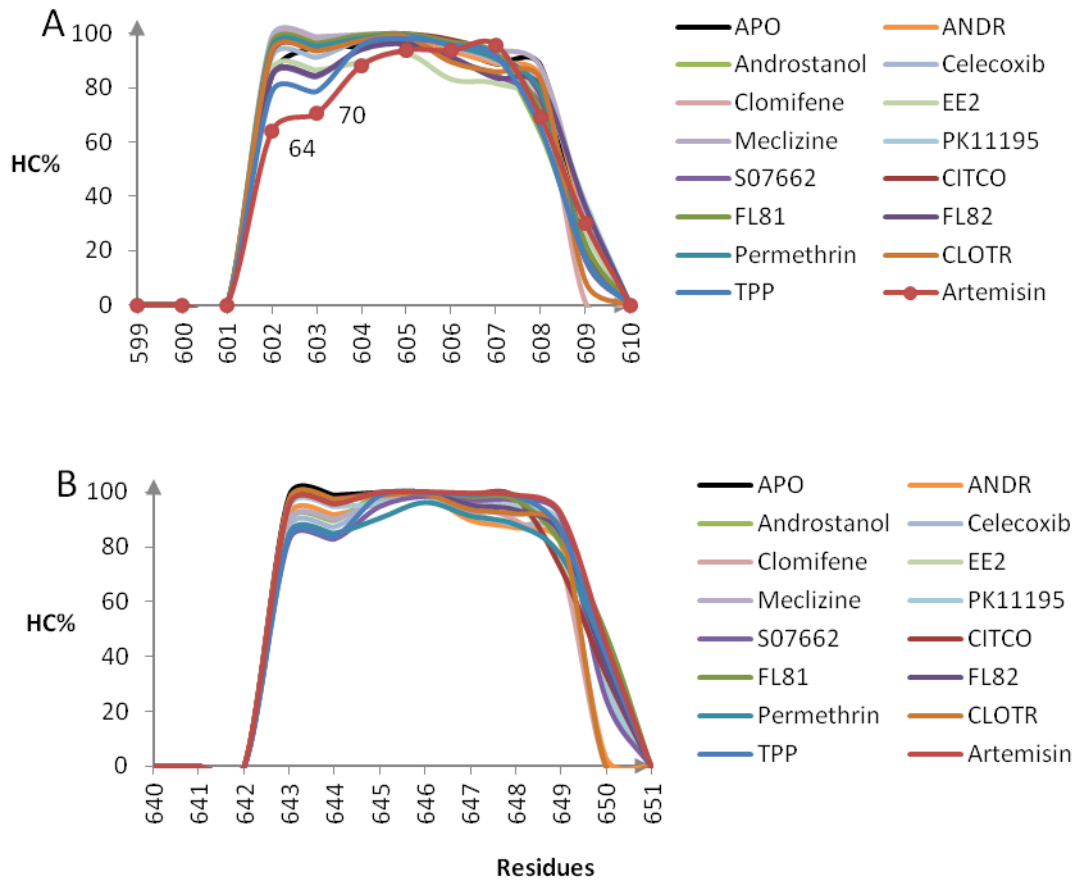 A
100
80
60
40
20
0
HC%
64
70
599
600
601
602
603
604
605
606
607
608
609
610
APO ANDR
Androstanol Celecoxib
Clomifene EE2
Meclizine PK11195
S07662 CITCO
FL81 FL82
Permethrin CLOTR
TPP Artemisin
B
100
80
60
40
20
0
HC%
640
641
642
643
644
645
646
647
648
649
650
651
Residues
APO ANDR
Androstanol Celecoxib
Clomifene EE2
Meclizine PK11195
S07662 CITCO
FL81 FL82
Permethrin CLOTR
TPP Artemisin